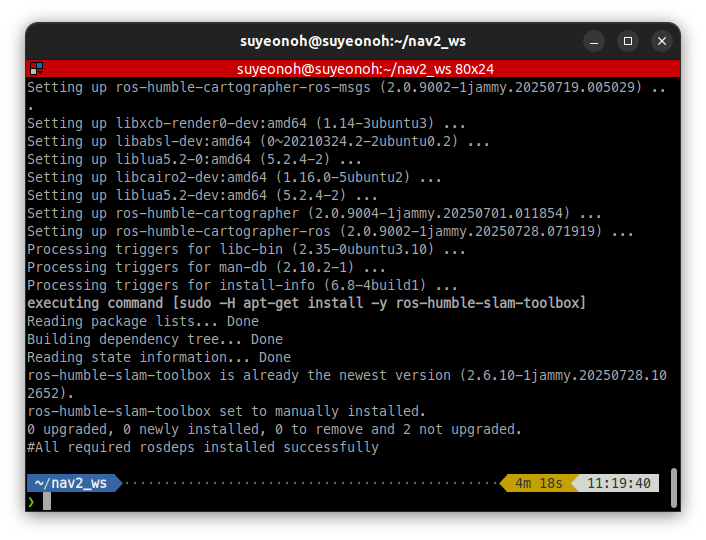 suyeonoh@suyeonoh:~/nav2_ws
suyeonoh@suyeonoh:~/nav2_ws 80x24
Setting up ros-humble-cartographer-ros-msgs (2.0.9002-1jammy.20250719.005029) ..
.
Setting up libxcb-render0-dev:amd64 (1.14-3ubuntu3) ...
Setting up libabsl-dev:amd64 (0~20210324.2-2ubuntu0.2) ...
Setting up liblua5.2-0:amd64 (5.2.4-2) ...
Setting up libcairo2-dev:amd64 (1.16.0-5ubuntu2) ...
Setting up liblua5.2-dev:amd64 (5.2.4-2) ...
Setting up ros-humble-cartographer (2.0.9004-1jammy.20250701.011854) ...
Setting up ros-humble-cartographer-ros (2.0.9002-1jammy.20250728.071919) ...
Processing triggers for libc-bin (2.35-0ubuntu3.10) ...
Processing triggers for man-db (2.10.2-1) ...
Processing triggers for install-info (6.8-4build1) ...
executing command [sudo -H apt-get install -y ros-humble-slam-toolbox]
Reading package lists... Done
Building dependency tree... Done
Reading state information... Done
ros-humble-slam-toolbox is already the newest version (2.6.10-1jammy.20250728.10
2652).
ros-humble-slam-toolbox set to manually installed.
0 upgraded, 0 newly installed, 0 to remove and 2 not upgraded.
#All required rosdeps installed successfully
~/nav2_ws 4m 18s 11:19:40
❯